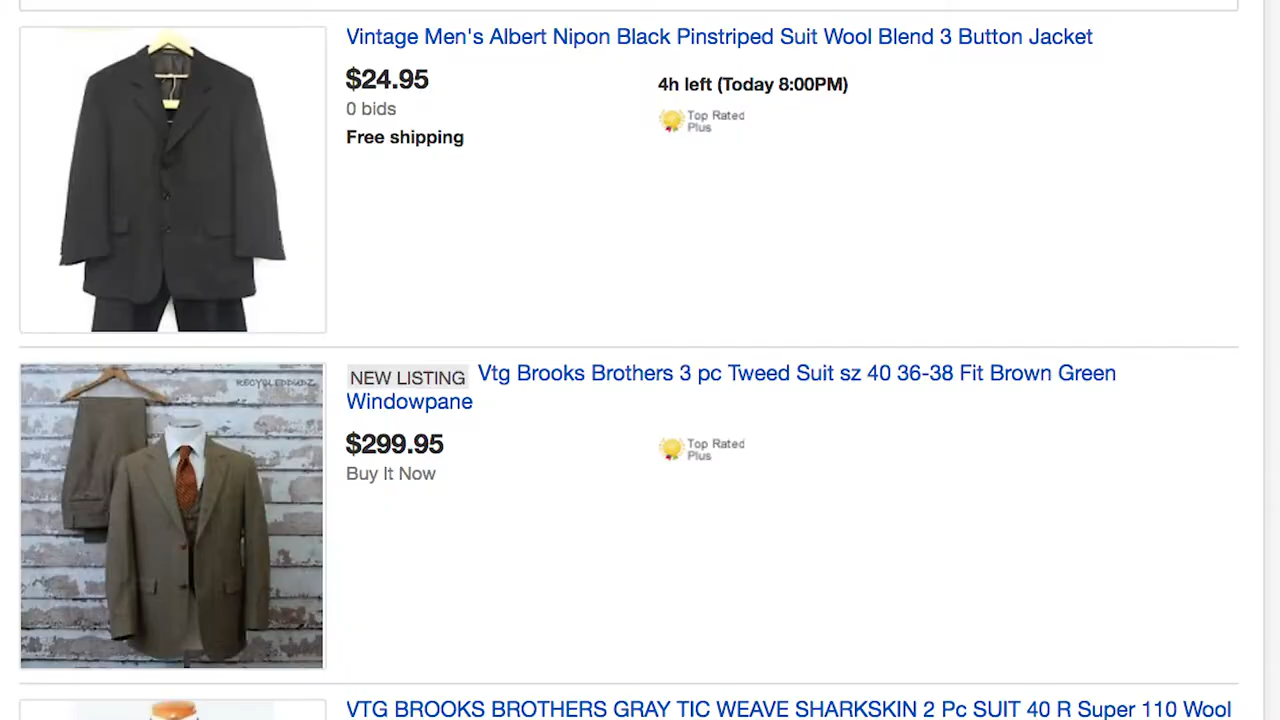 Vintage Men's Albert Nipon Black Pinstriped Suit Wool Blend 3 Button Jacket
$24.95
4h left (Today 8:00PM)
0 bids
Top Rated
Plus
Free shipping
RECYCLEDDUDZ
NEW LISTING Vtg Brooks Brothers 3 pc Tweed Suit sz 40 36-38 Fit Brown Green
Windowpane
$299.95
Top Rated
Plus
Buy It Now
VTG BROOKS BROTHERS GRAY TIC WEAVE SHARKSKIN 2 Pc SUIT 40 R Super 110 Wool